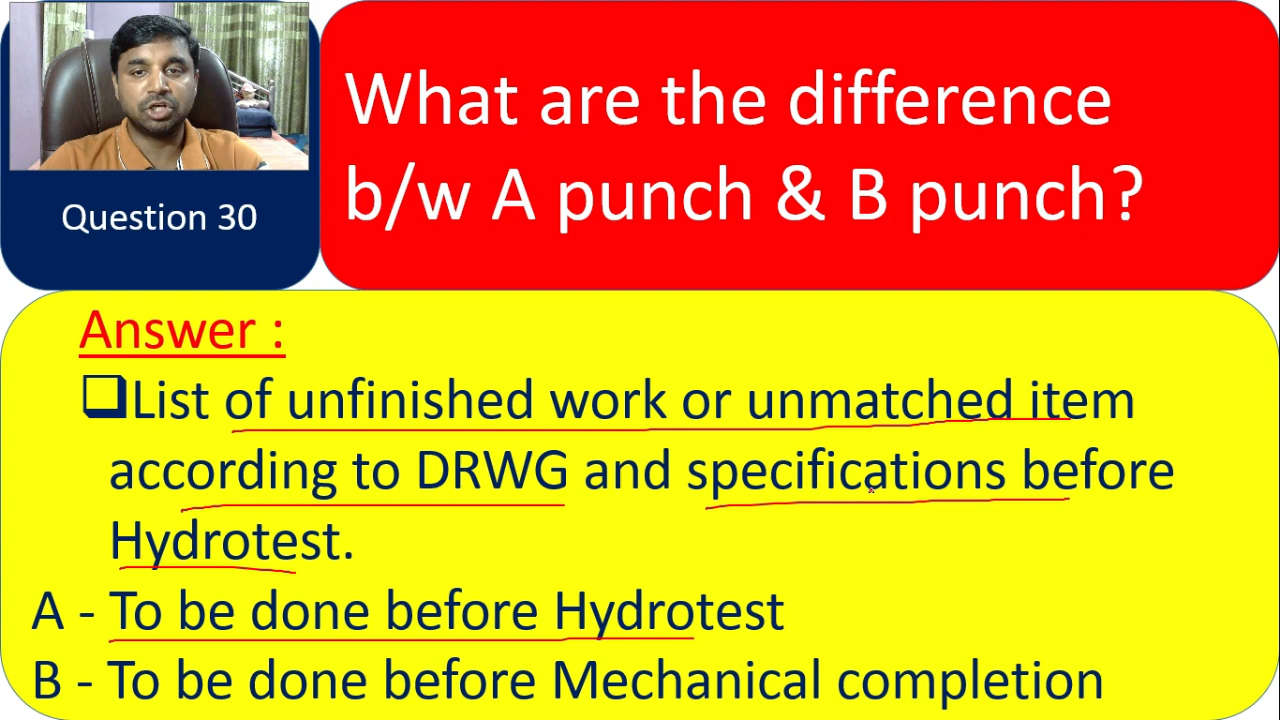 Question 30
What are the difference
b/w A punch & B punch?
Answer :
List of unfinished work or unmatched item
according to DRWG and specifications before
Hydrotest.
A - To be done before Hydrotest
B - To be done before Mechanical completion